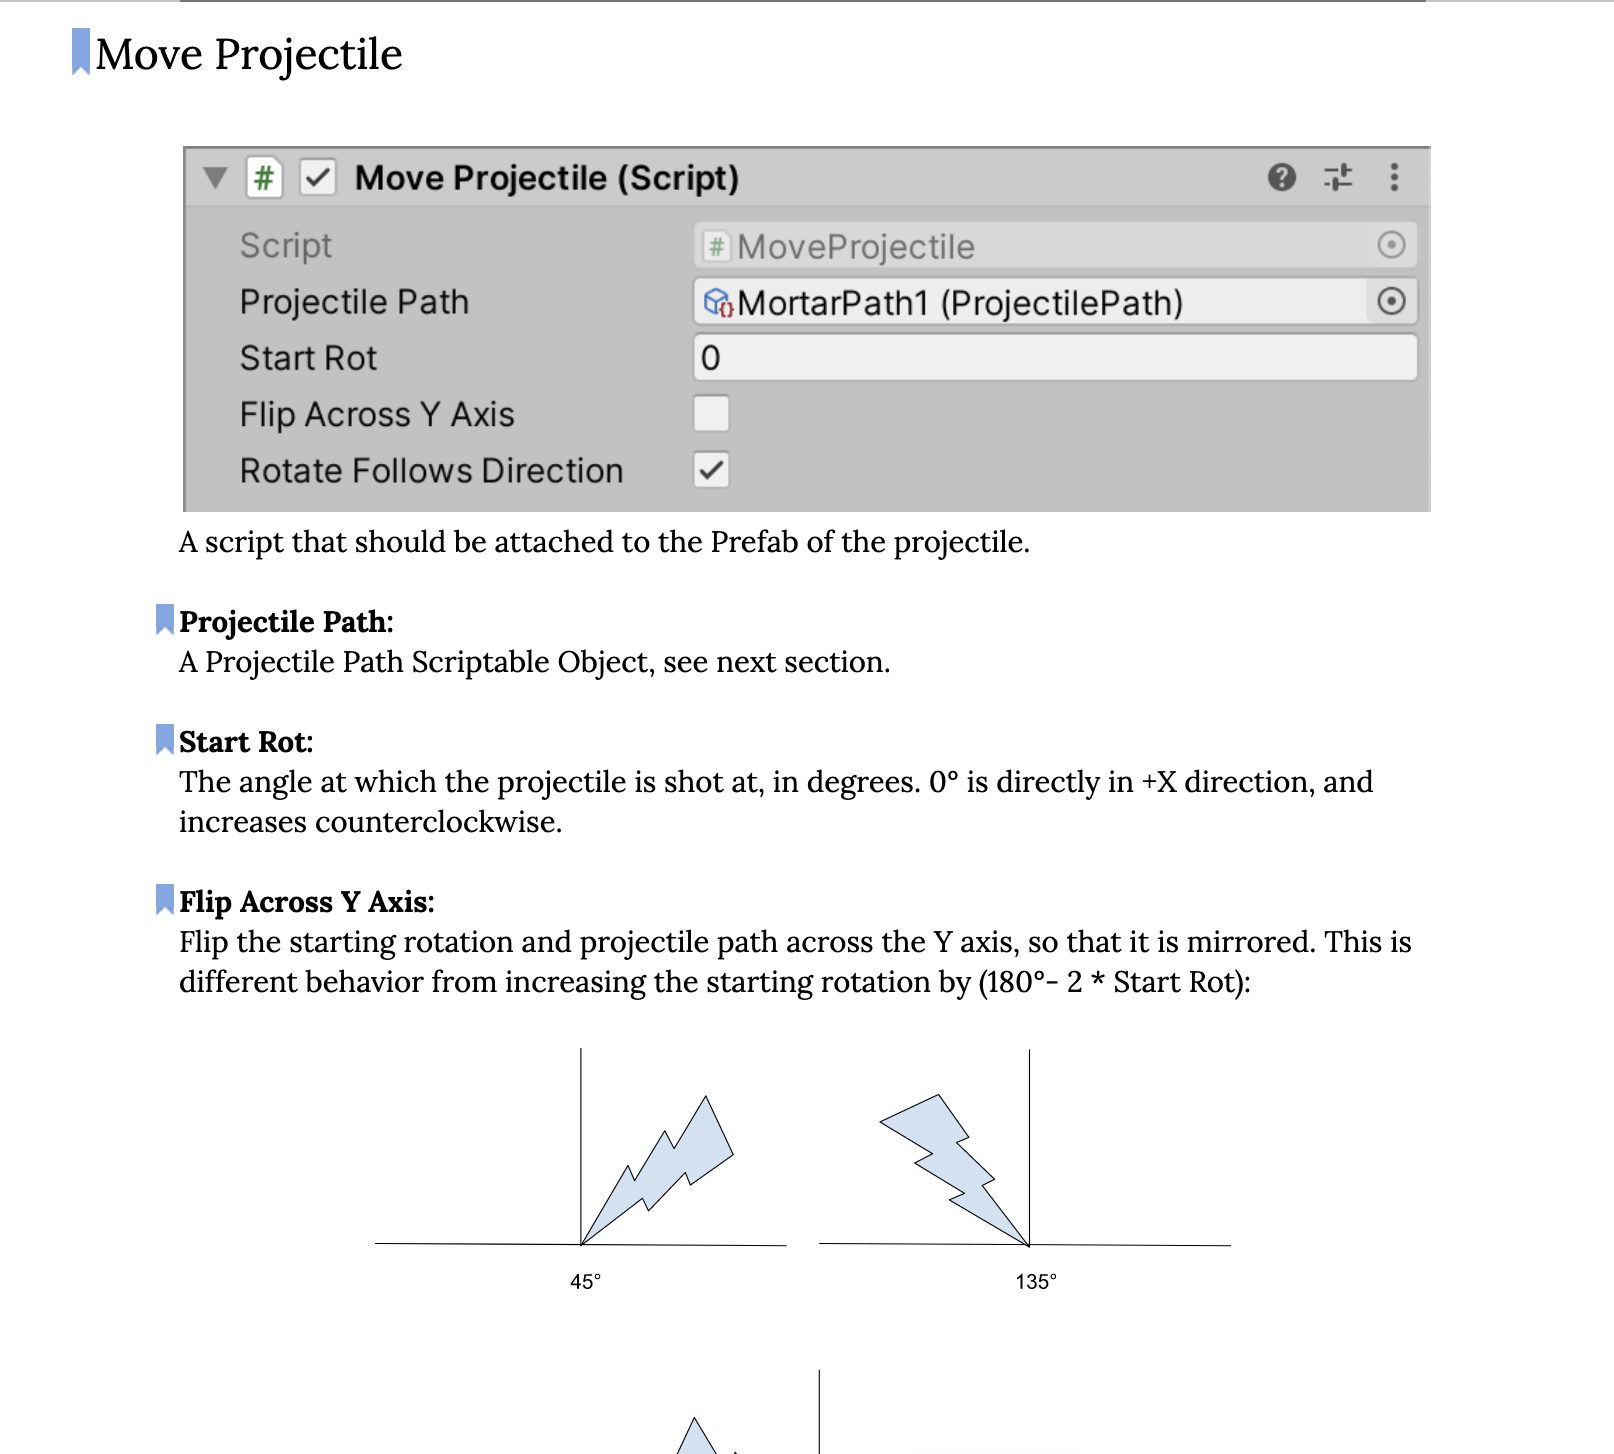 Move Projectile
# Move Projectile (Script)
Script # MoveProjectile
Projectile Path MortarPath1 (ProjectilePath)
Start Rot 0
Flip Across Y Axis
Rotate Follows Direction
A script that should be attached to the Prefab of the projectile.
Projectile Path:
A Projectile Path Scriptable Object, see next section.
Start Rot:
The angle at which the projectile is shot at, in degrees. 0° is directly in +X direction, and
increases counterclockwise.
Flip Across Y Axis:
Flip the starting rotation and projectile path across the Y axis, so that it is mirrored. This is
different behavior from increasing the starting rotation by (180°- 2 * Start Rot):
45° 135°